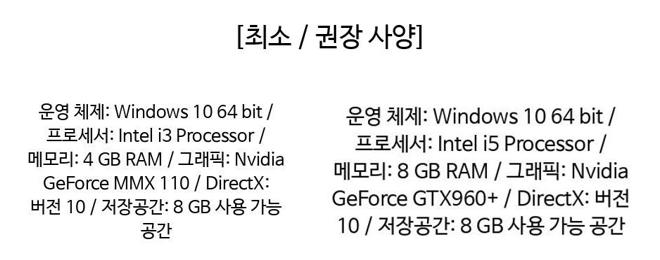 [최소 / 권장 사양]
운영 체제: Windows 10 64 bit /
프로세서: Intel i3 Processor /
메모리: 4 GB RAM / 그래픽: Nvidia
GeForce MMX 110 / DirectX:
버전 10 / 저장공간: 8 GB 사용 가능
공간
운영 체제: Windows 10 64 bit /
프로세서: Intel i5 Processor /
메모리: 8 GB RAM / 그래픽: Nvidia
GeForce GTX960+ / DirectX: 버전
10 / 저장공간: 8 GB 사용 가능 공간